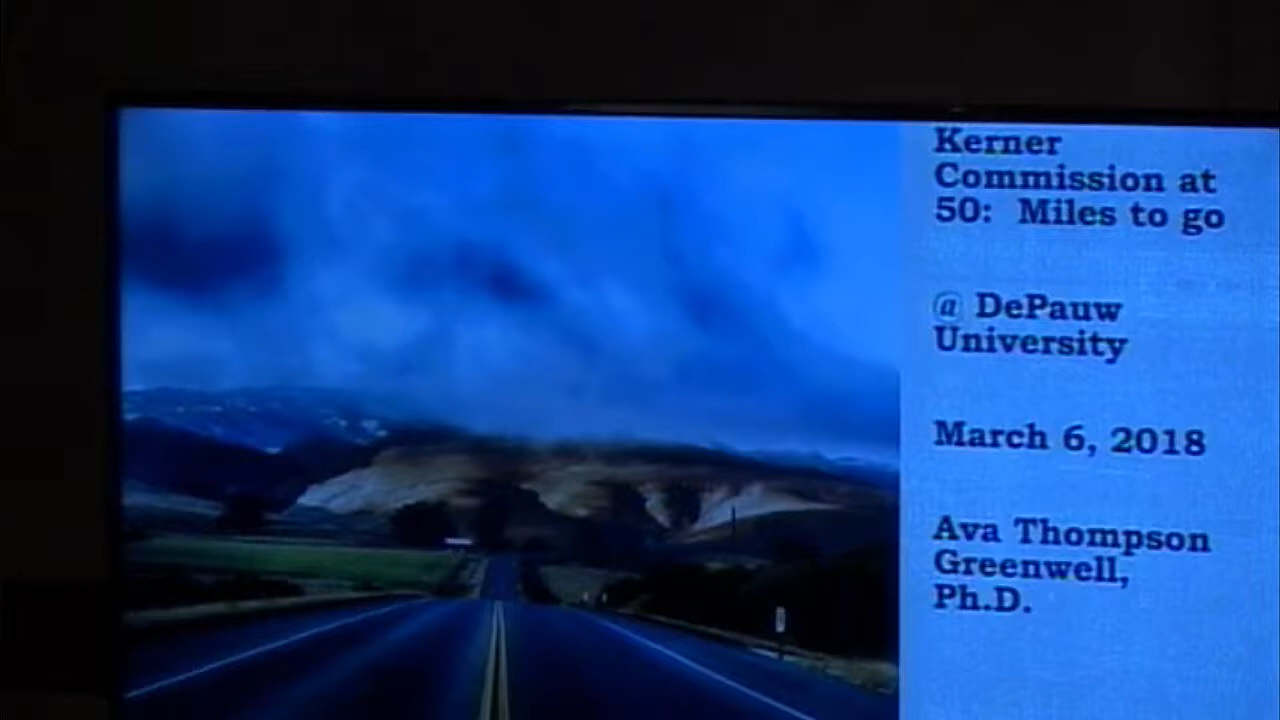 Kerner
Commission at
50: Miles to go
@ DePauw
University
March 6, 2018
Ava Thompson
Greenwell,
Ph.D.